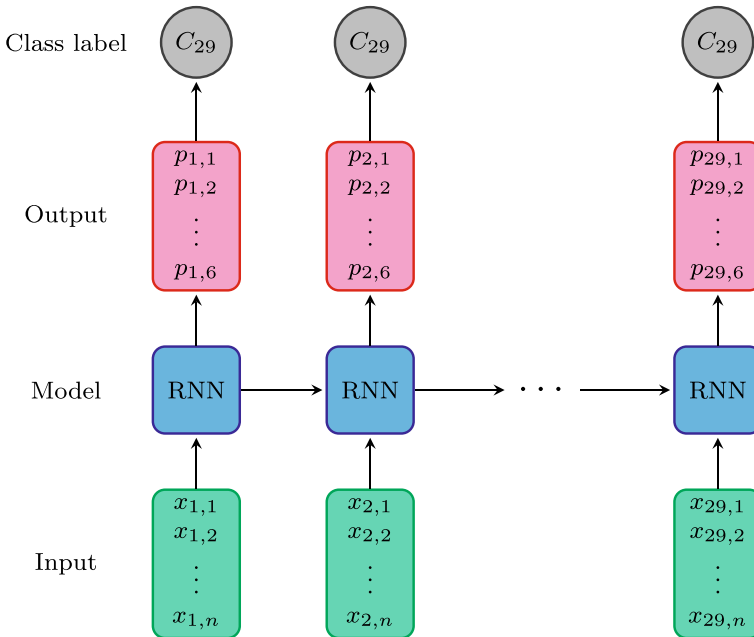 Class label C₂₉ C₂₉ C₂₉
p₁,₁ p₂,₁ p₂₉,₁
p₁,₂ p₂,₂ p₂₉,₂
Output ⋮ ⋮ ⋮
p₁,₆ p₂,₆ p₂₉,₆
Model RNN RNN ··· RNN
x₁,₁ x₂,₁ x₂₉,₁
x₁,₂ x₂,₂ x₂₉,₂
Input ⋮ ⋮ ⋮
x₁,ₙ x₂,ₙ x₂₉,ₙ